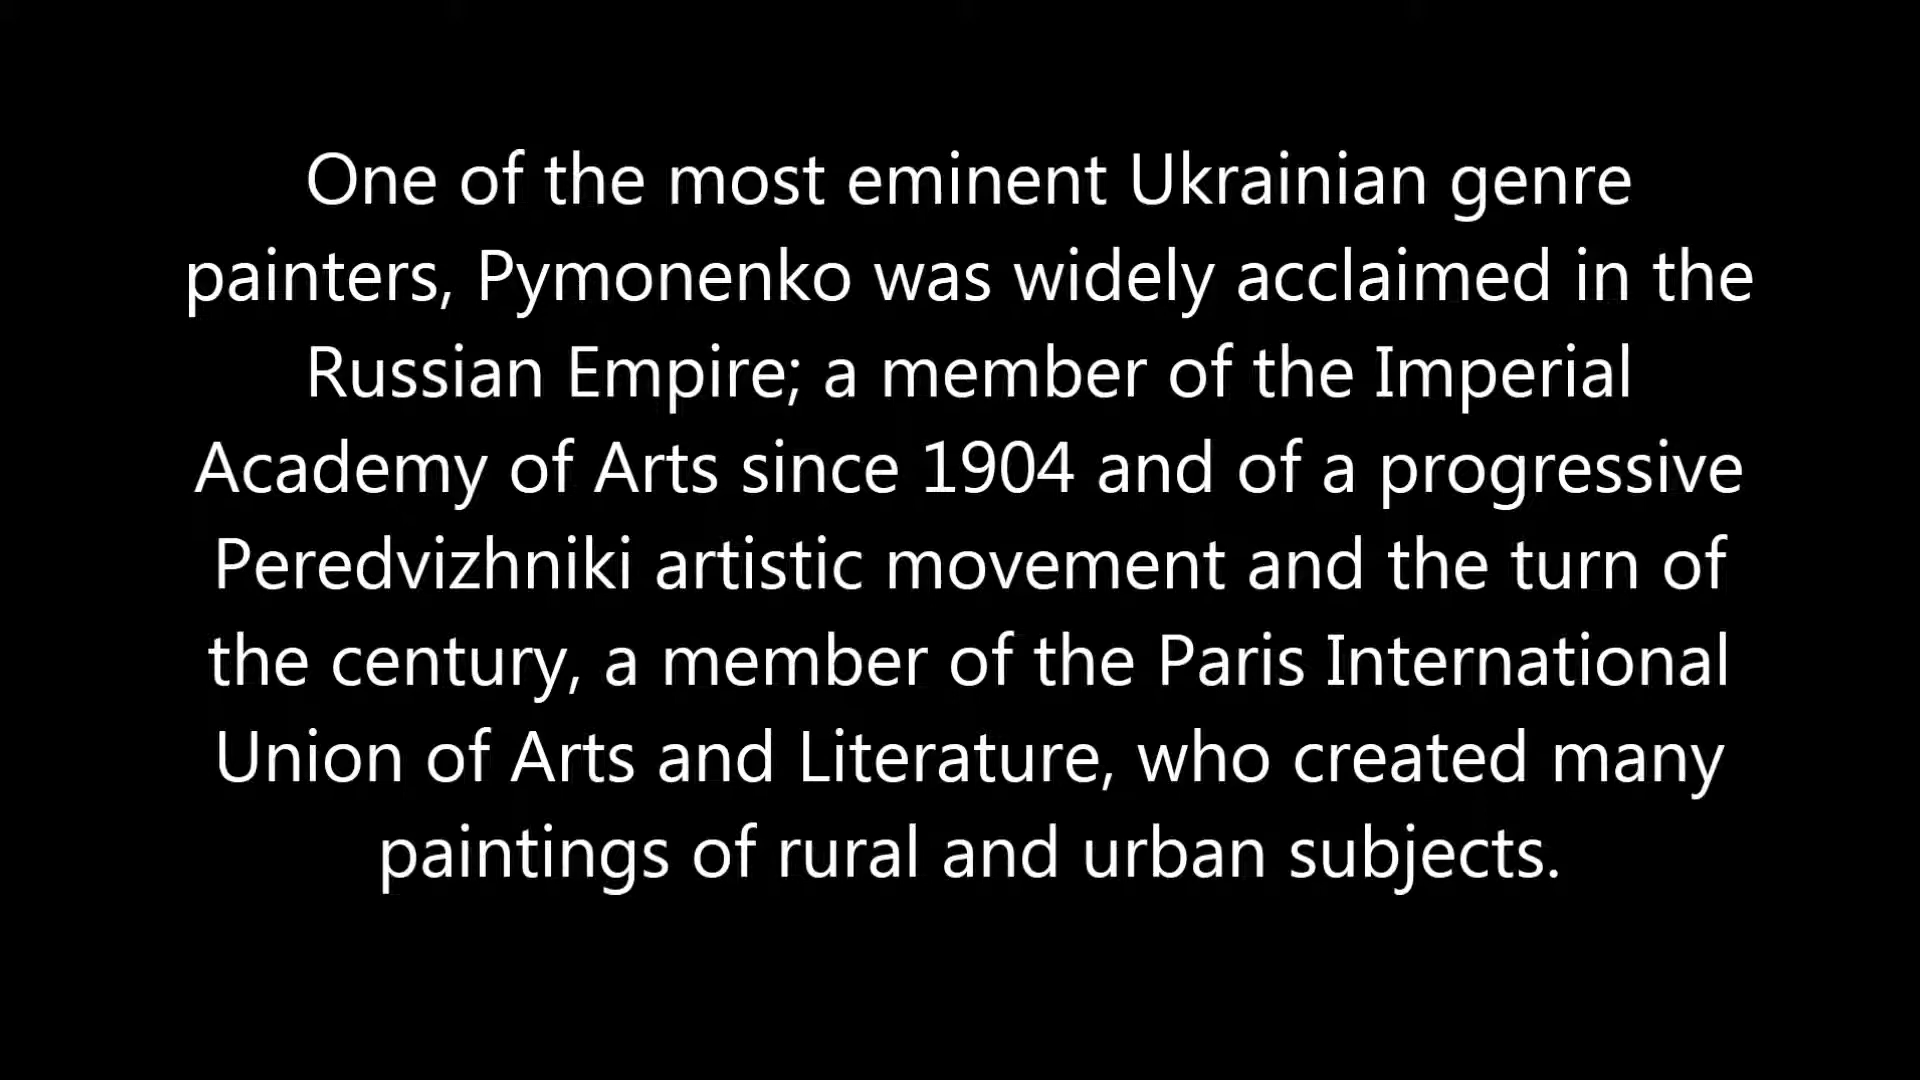 One of the most eminent Ukrainian genre
painters, Pymonenko was widely acclaimed in the
Russian Empire; a member of the Imperial
Academy of Arts since 1904 and of a progressive
Peredvizhniki artistic movement and the turn of
the century, a member of the Paris International
Union of Arts and Literature, who created many
paintings of rural and urban subjects.